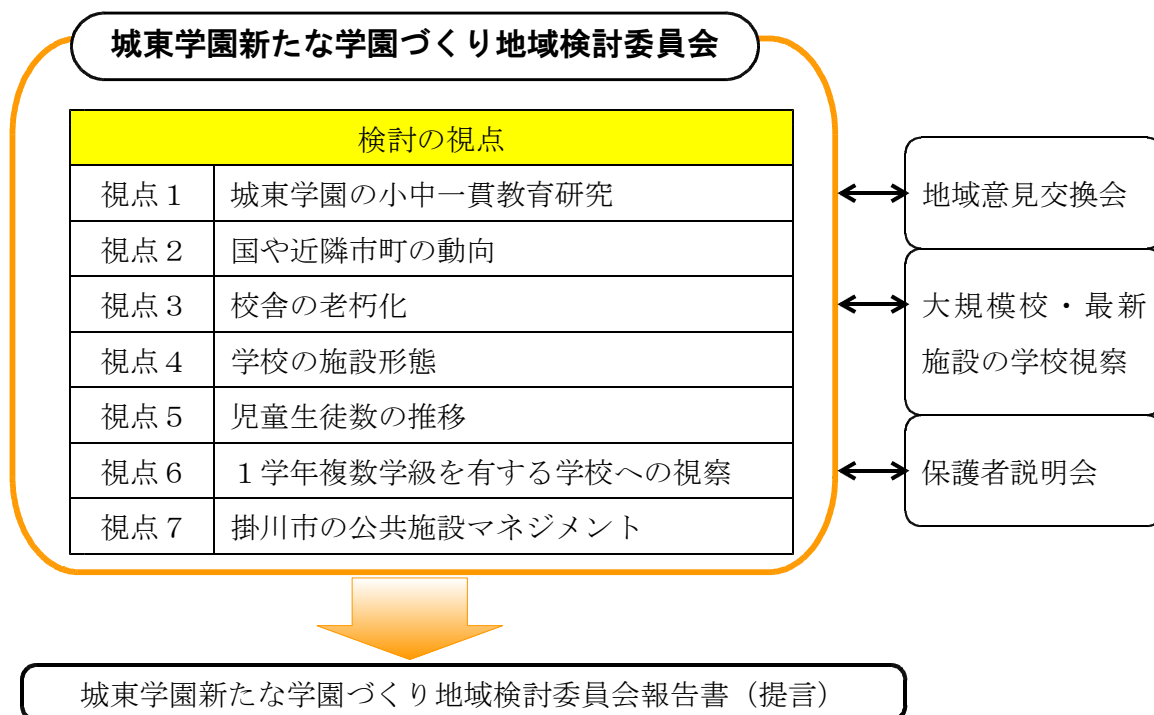 城東学園新たな学園づくり地域検討委員会
検討の視点
視点１ 城東学園の小中一貫教育研究
視点２ 国や近隣市町の動向
視点３ 校舎の老朽化
視点４ 学校の施設形態
視点５ 児童生徒数の推移
視点６ １学年複数学級を有する学校への視察
視点７ 掛川市の公共施設マネジメント
地域意見交換会
大規模校・最新
施設の学校視察
保護者説明会
城東学園新たな学園づくり地域検討委員会報告書（提言）